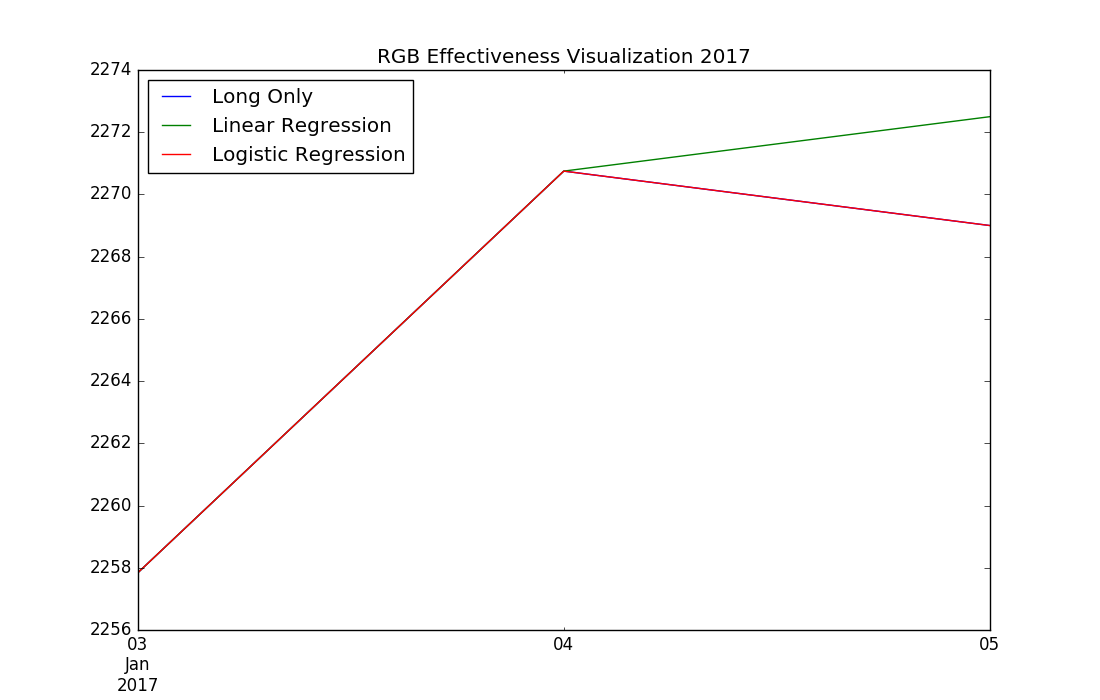 RGB Effectiveness Visualization 2017
2274
2272
2270
2268
2266
2264
2262
2260
2258
2256
Long Only
Linear Regression
Logistic Regression
03
04
05
Jan
2017